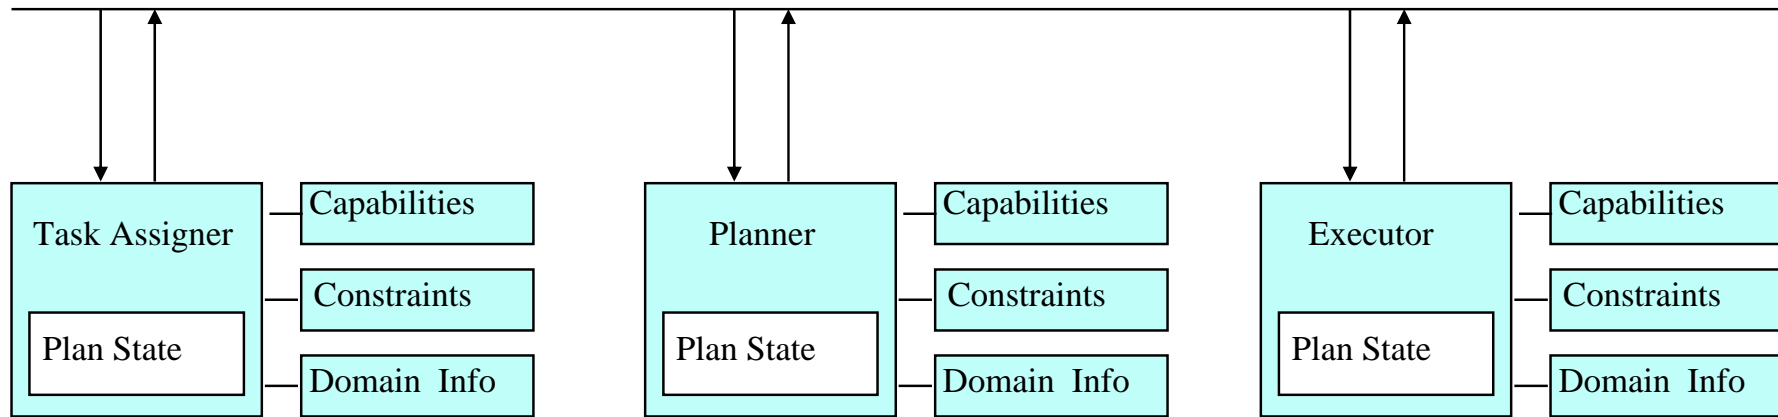 Task Assigner
Plan State
Capabilities
Constraints
Domain Info
Planner
Plan State
Capabilities
Constraints
Domain Info
Executor
Plan State
Capabilities
Constraints
Domain Info